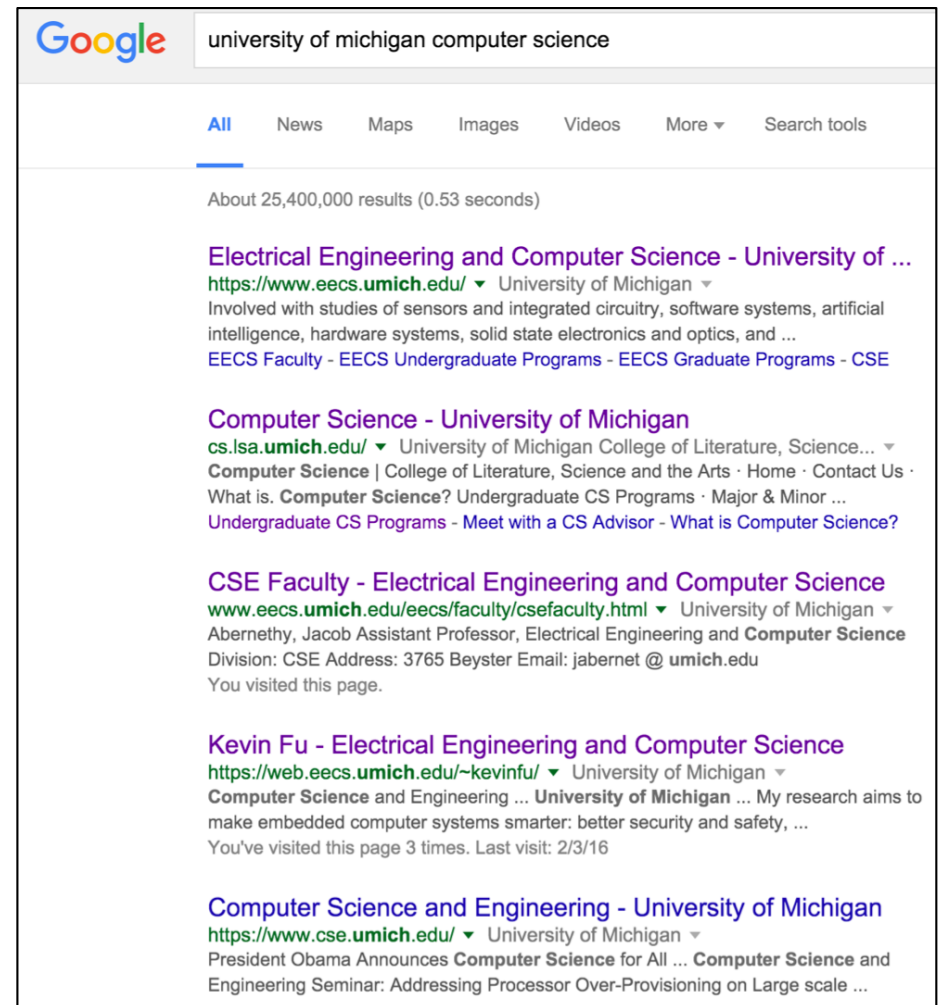 Google university of michigan computer science
All News Maps Images Videos More ▾ Search tools
About 25,400,000 results (0.53 seconds)
Electrical Engineering and Computer Science - University of ...
https://www.eecs.umich.edu/ ▾ University of Michigan ▾
Involved with studies of sensors and integrated circuitry, software systems, artificial
intelligence, hardware systems, solid state electronics and optics, and ...
EECS Faculty - EECS Undergraduate Programs - EECS Graduate Programs - CSE
Computer Science - University of Michigan
cs.lsa.umich.edu/ ▾ University of Michigan College of Literature, Science... ▾
Computer Science | College of Literature, Science and the Arts · Home · Contact Us ·
What is. Computer Science? Undergraduate CS Programs · Major & Minor ...
Undergraduate CS Programs - Meet with a CS Advisor - What is Computer Science?
CSE Faculty - Electrical Engineering and Computer Science
www.eecs.umich.edu/eecs/faculty/csefaculty.html ▾ University of Michigan ▾
Abernethy, Jacob Assistant Professor, Electrical Engineering and Computer Science
Division: CSE Address: 3765 Beyster Email: jabernet @ umich.edu
You visited this page.
Kevin Fu - Electrical Engineering and Computer Science
https://web.eecs.umich.edu/~kevinfu/ ▾ University of Michigan ▾
Computer Science and Engineering ... University of Michigan ... My research aims to
make embedded computer systems smarter: better security and safety, ...
You've visited this page 3 times. Last visit: 2/3/16
Computer Science and Engineering - University of Michigan
https://www.cse.umich.edu/ ▾ University of Michigan ▾
President Obama Announces Computer Science for All ... Computer Science and
Engineering Seminar: Addressing Processor Over-Provisioning on Large scale ...